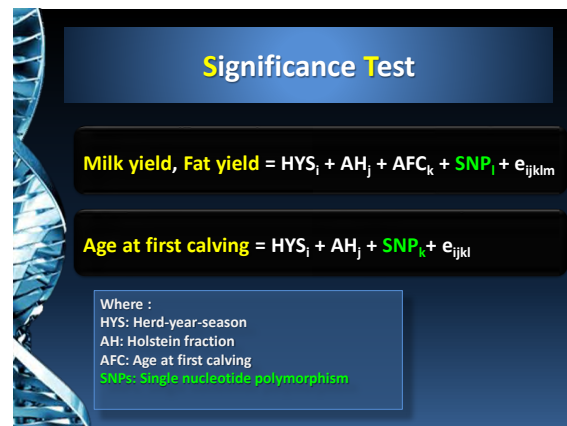 Significance Test
Milk yield, Fat yield = HYSi + AHj + AFCk + SNPl + eijklm
Age at first calving = HYSi + AHj + SNPk+ eijkl
Where :
HYS: Herd-year-season
AH: Holstein fraction
AFC: Age at first calving
SNPs: Single nucleotide polymorphism